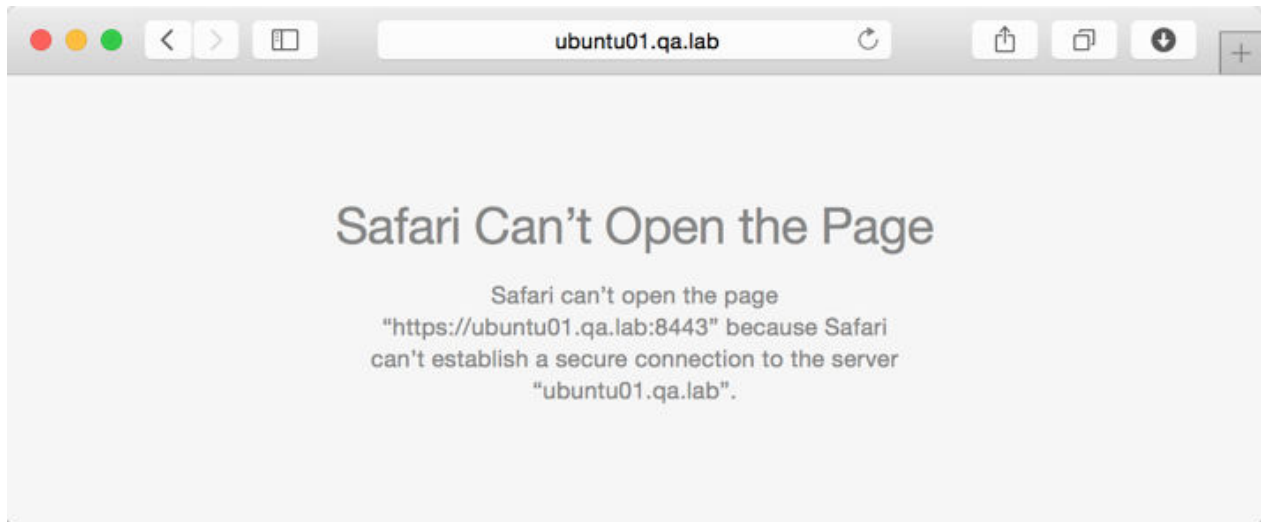 ubuntu01.qa.lab
Safari Can’t Open the Page
Safari can’t open the page
“https://ubuntu01.qa.lab:8443” because Safari
can’t establish a secure connection to the server
“ubuntu01.qa.lab”.